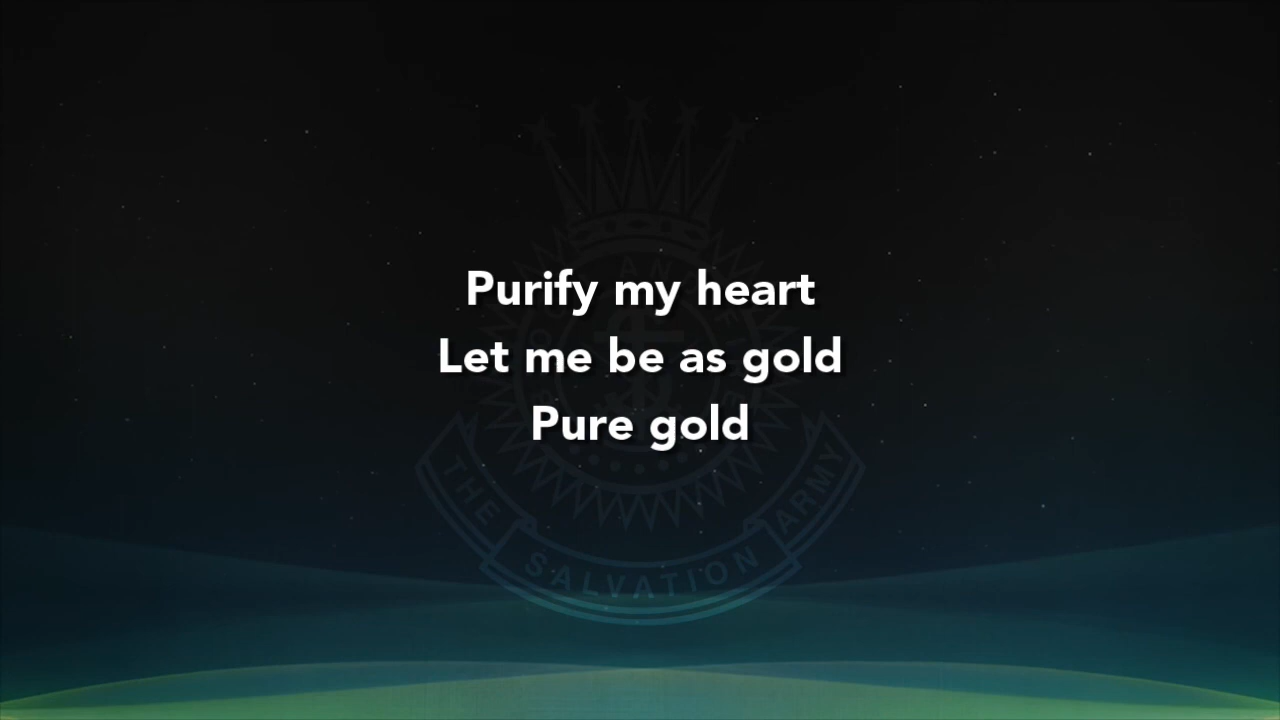 Purify my heart
Let me be as gold
Pure gold
THE SALVATION ARMY